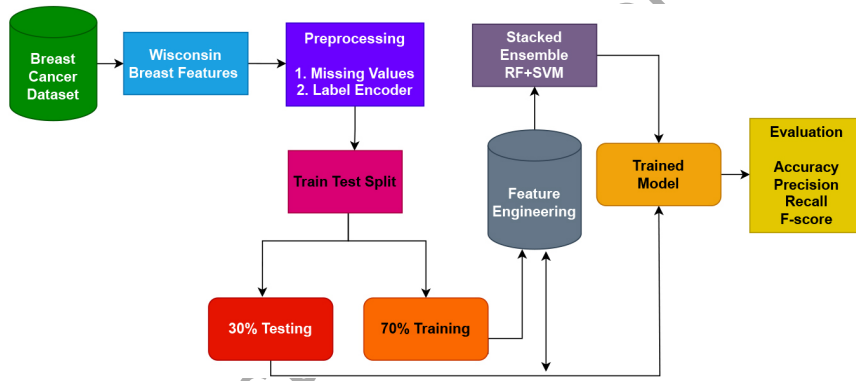 Breast
Cancer
Dataset
Wisconsin
Breast Features
Preprocessing
1. Missing Values
2. Label Encoder
Stacked
Ensemble
RF+SVM
Train Test Split
Feature
Engineering
Trained
Model
Evaluation
Accuracy
Precision
Recall
F-score
30% Testing
70% Training